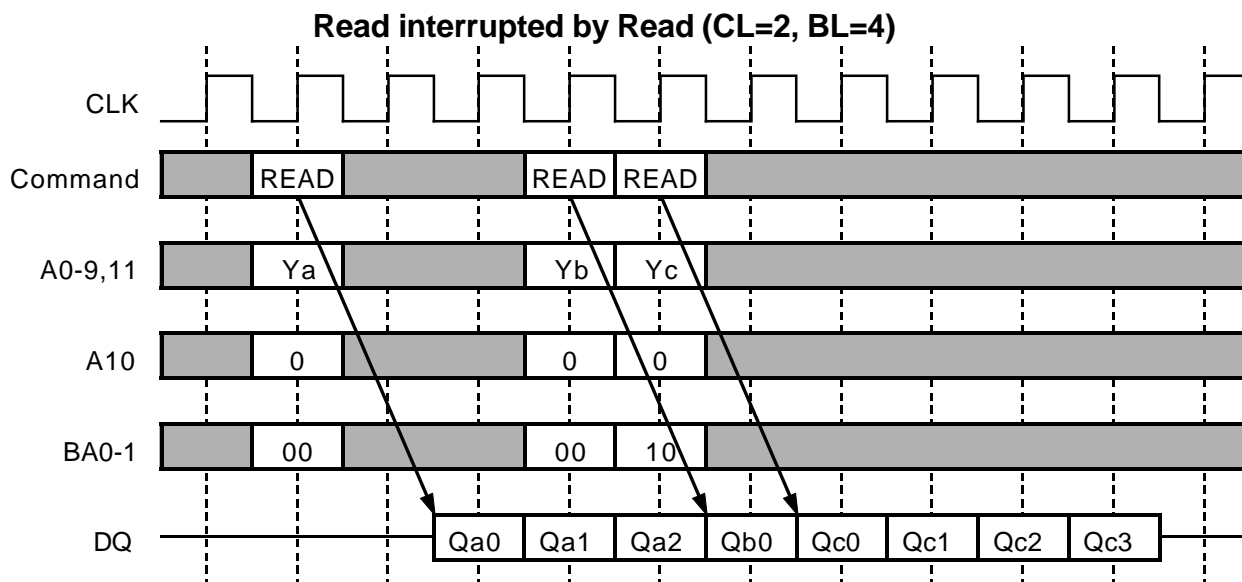 Read interrupted by Read (CL=2, BL=4)
CLK
Command READ READ READ
A0-9,11 Ya Yb Yc
A10 0 0 0
BA0-1 00 00 10
DQ Qa0 Qa1 Qa2 Qb0 Qc0 Qc1 Qc2 Qc3